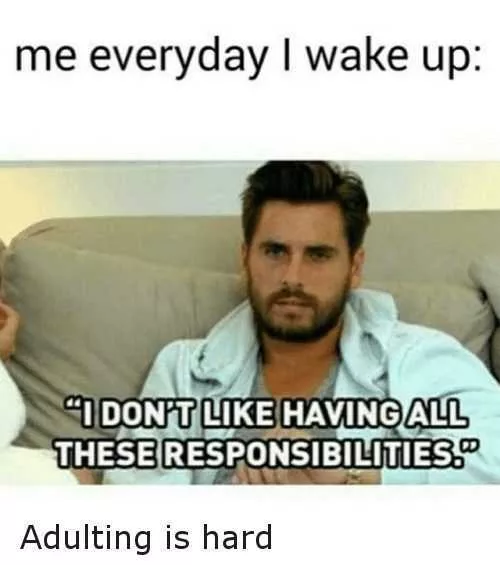 me everyday I wake up:
“I DON'T LIKE HAVING ALL
THESE RESPONSIBILITIES.”
Adulting is hard